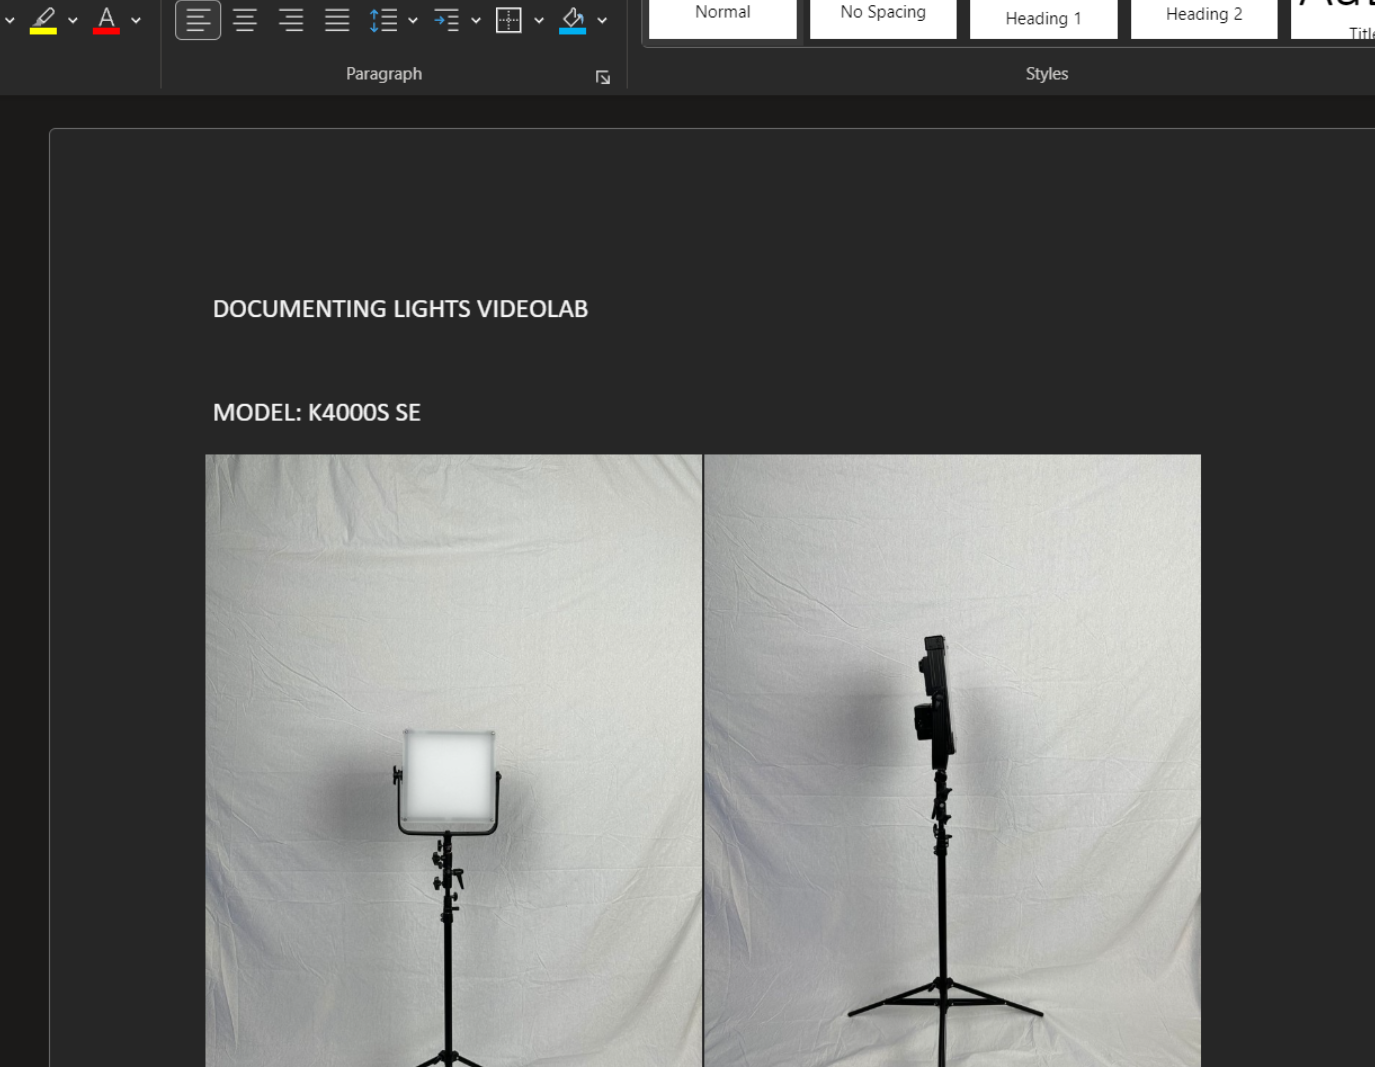 Paragraph
Normal
No Spacing
Heading 1
Heading 2
Styles
DOCUMENTING LIGHTS VIDEOLAB
MODEL: K4000S SE